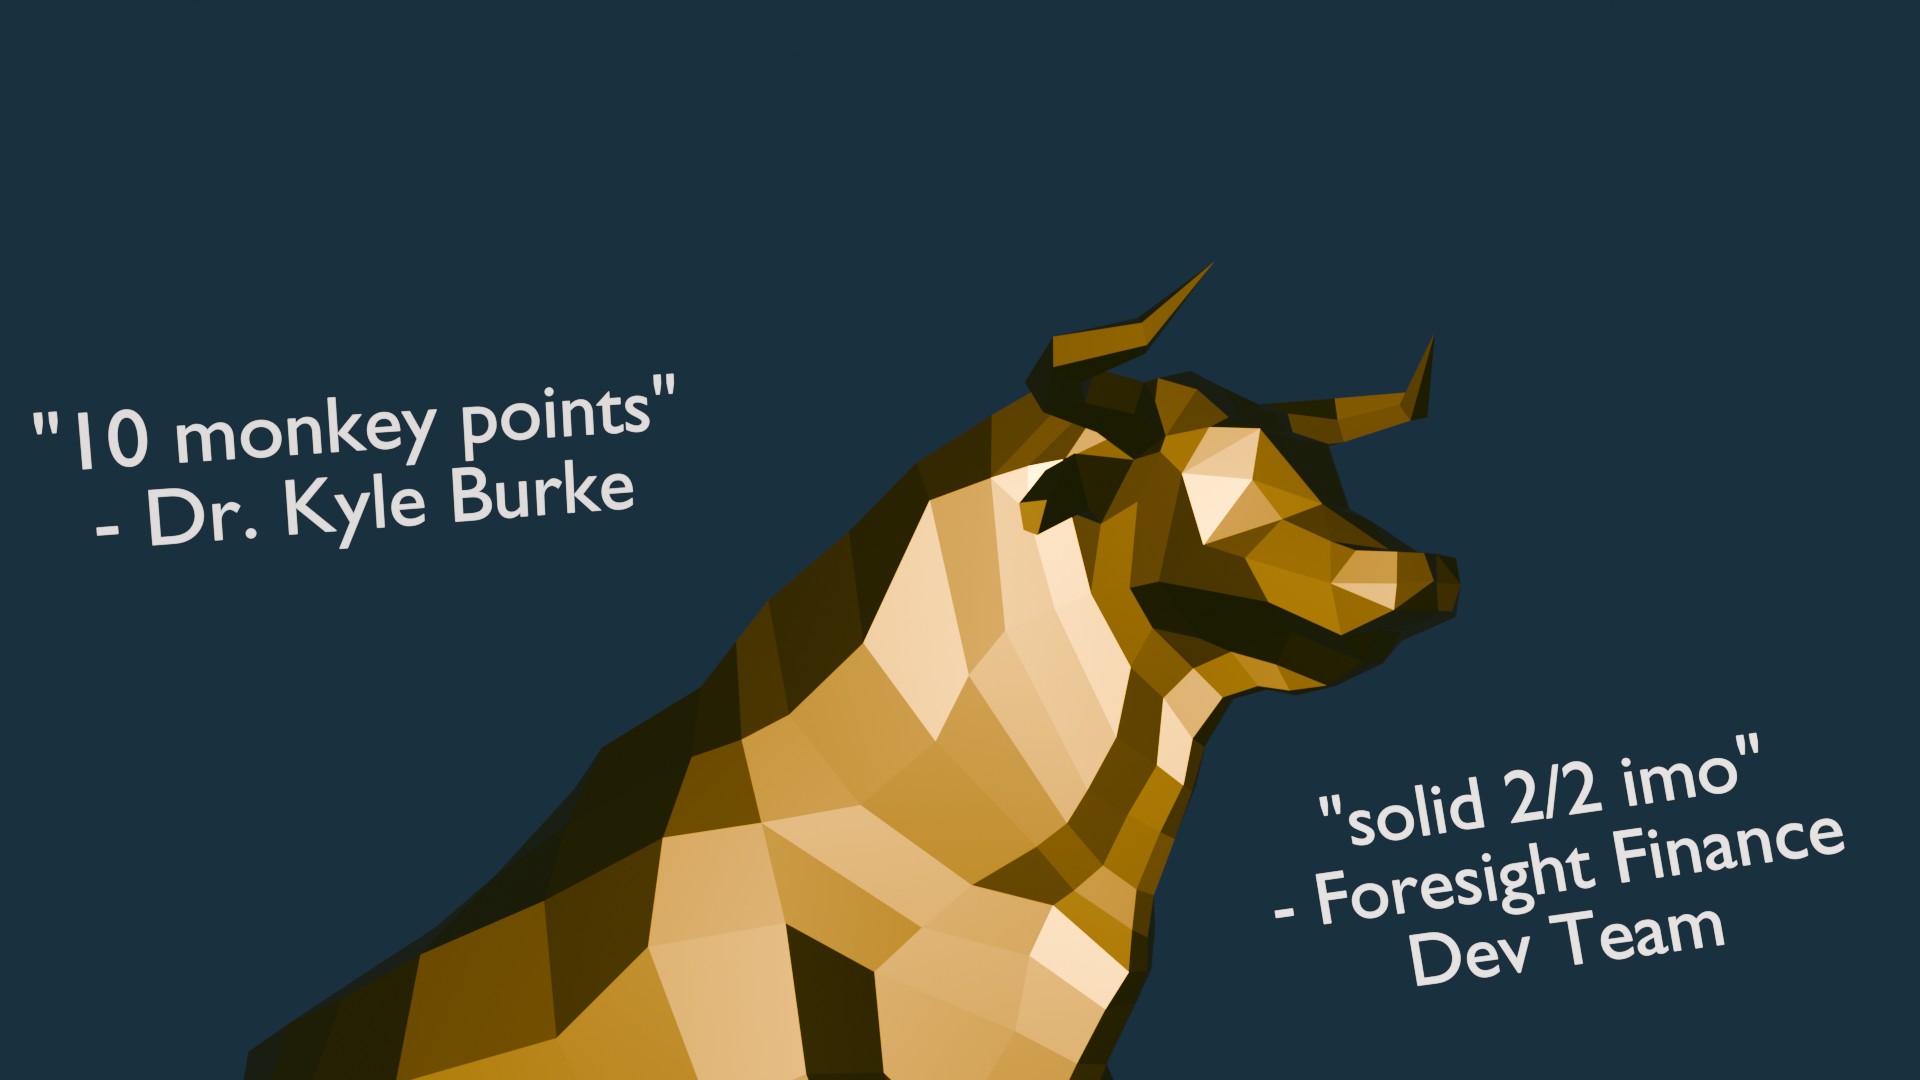 "10 monkey points"
- Dr. Kyle Burke
"solid 2/2 imo"
- Foresight Finance
Dev Team